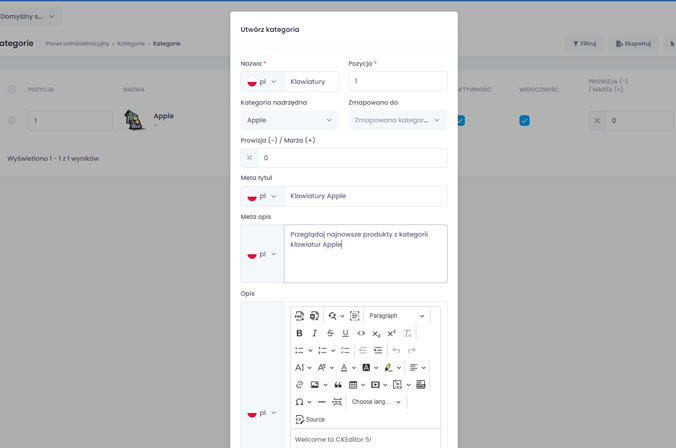 Domyślny s...
Utwórz kategoria
ategorie
Panel administracyjny - Kategorie - Kategorie
Filtruj
Eksportuj
POZYCJA
NAZWA
AKTYWNOŚĆ
WIDOCZNOŚĆ
PROWIZJA (-)
/ MARŻA (+)
1
Apple
--
0
Wyświetlono 1 - 1 z 1 wyników
Nazwa *
Pozycja *
pl
Klawiatury
1
Kategoria nadrzędna
Zmapowano do
Apple
Zmapowana kategor...
Prowizja (-) / Marża (+)
%
0
Meta tytuł
pl
Klawiatury Apple
Meta opis
pl
Przeglądaj najnowsze produkty z kategorii
klawiatur Apple
Opis
pl
Paragraph
Choose lang...
Source
Welcome to CKEditor 5!